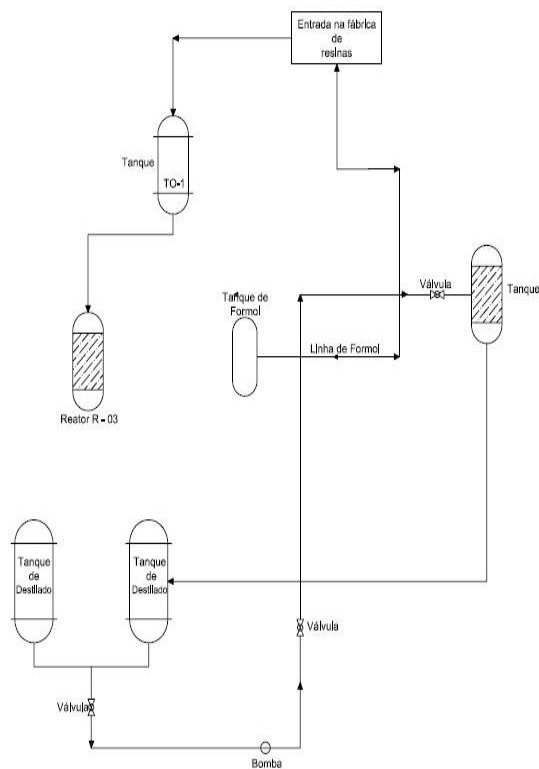 Entrada na fábrica
de
resinas
Tanque
TO-1
Válvula
Tanque
Tanque de
Formol
Linha de Formol
Reator R - 03
Tanque
de
Destilado
Tanque
de
Destilado
Válvula
Válvula
Bomba